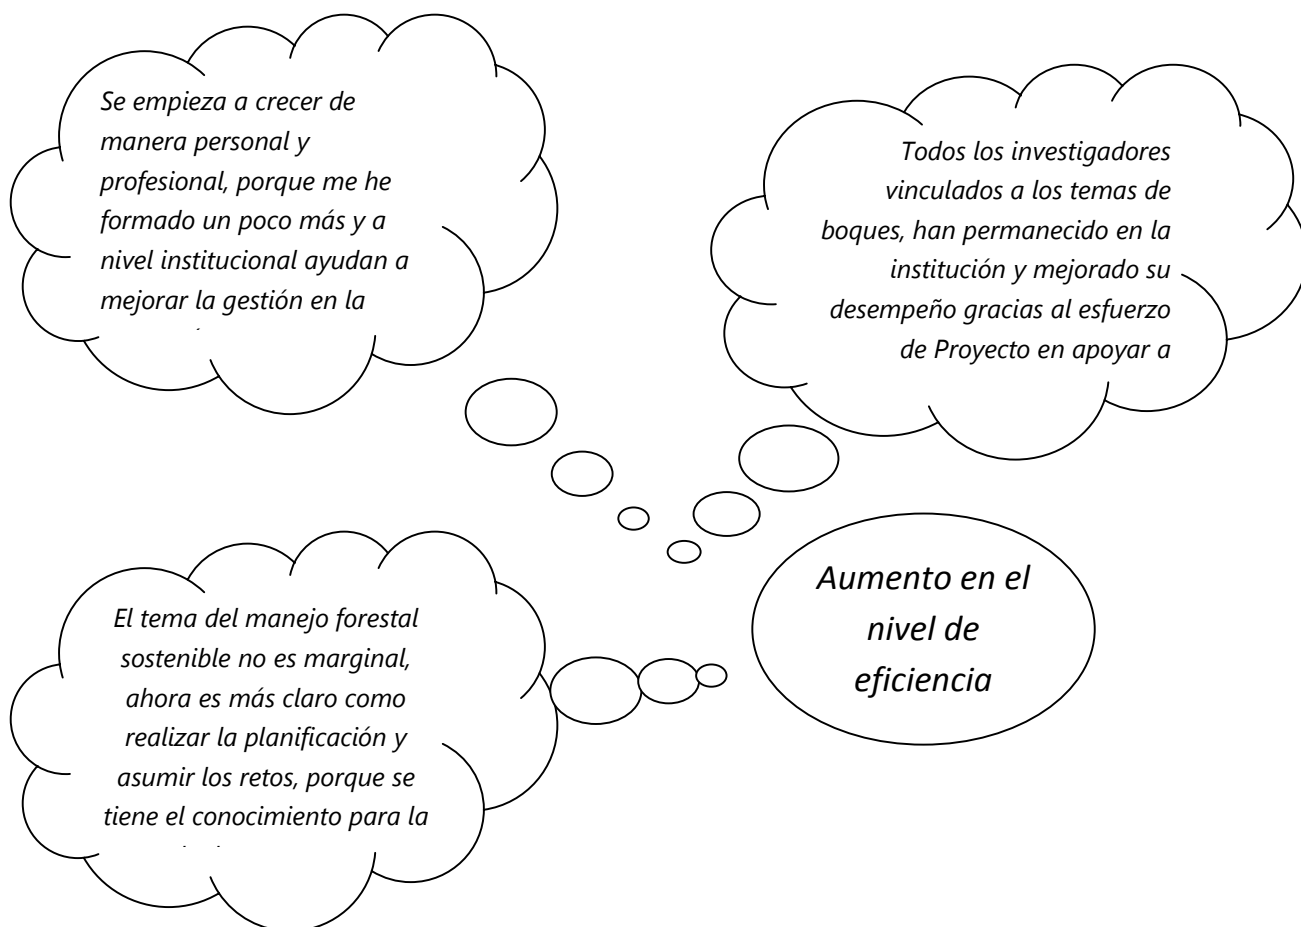 Se empieza a crecer de
manera personal y
profesional, porque me he
formado un poco más y a
nivel institucional ayudan a
mejorar la gestión en la
Todos los investigadores
vinculados a los temas de
boques, han permanecido en la
institución y mejorado su
desempeño gracias al esfuerzo
de Proyecto en apoyar a
El tema del manejo forestal
sostenible no es marginal,
ahora es más claro como
realizar la planificación y
asumir los retos, porque se
tiene el conocimiento para la
Aumento en el
nivel de
eficiencia